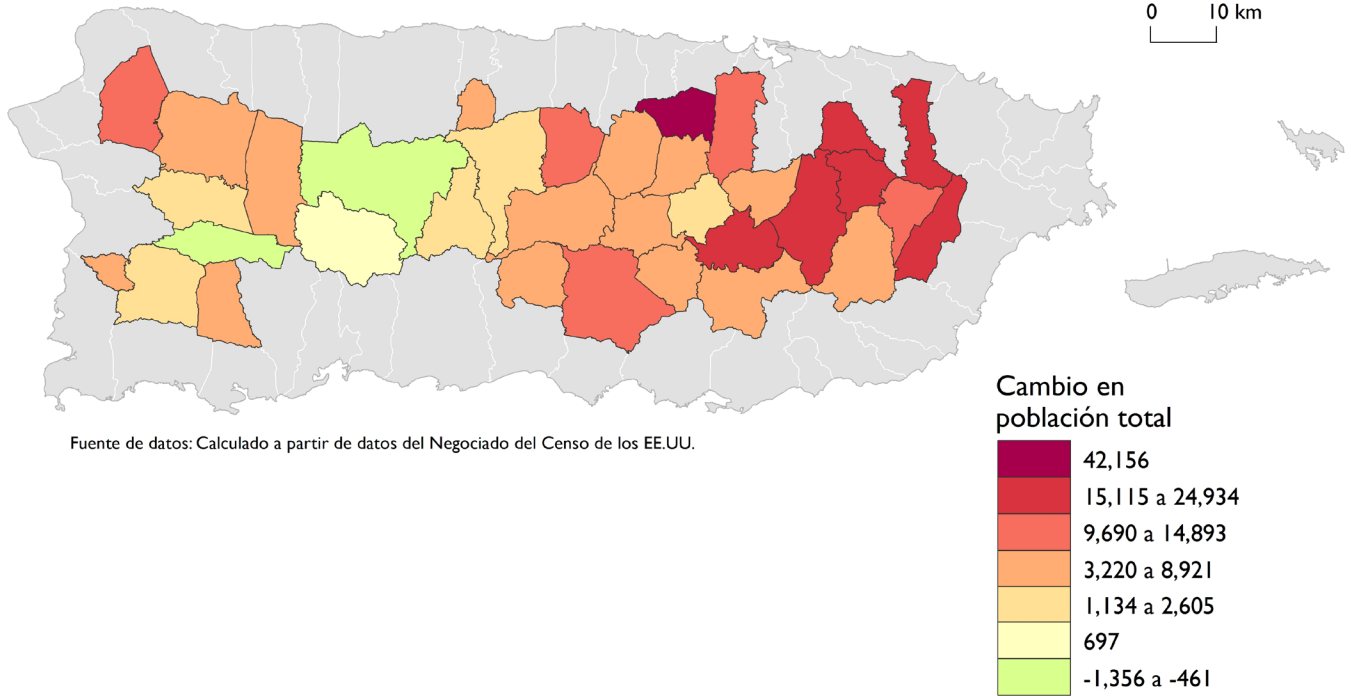 0 10 km
Cambio en
población total
Fuente de datos: Calculado a partir de datos del Negociado del Censo de los EE.UU.
42,156
15,115 a 24,934
9,690 a 14,893
3,220 a 8,921
1,134 a 2,605
697
-1,356 a -461